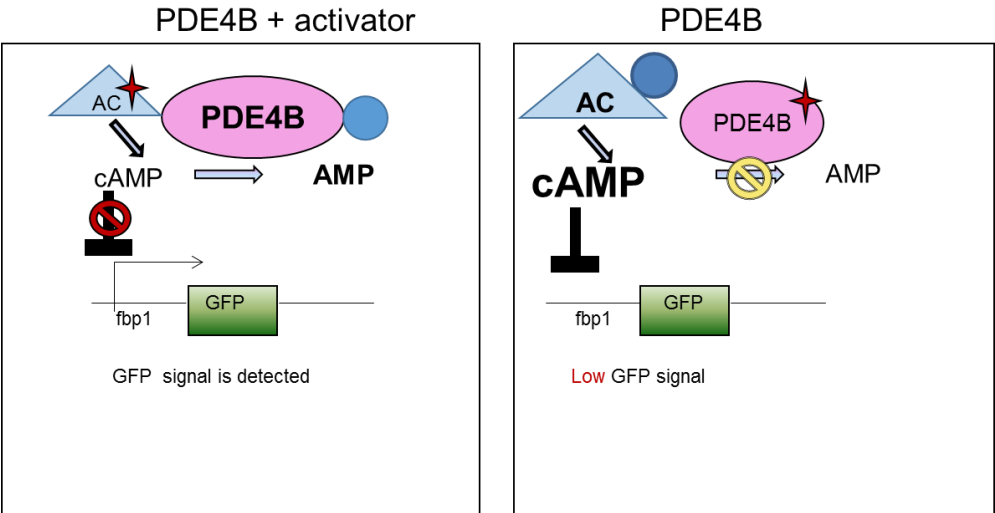 PDE4B + activator
AC
PDE4B
cAMP
AMP
GFP
fbp1
GFP signal is detected
PDE4B
AC
PDE4B
cAMP
AMP
GFP
fbp1
Low GFP signal